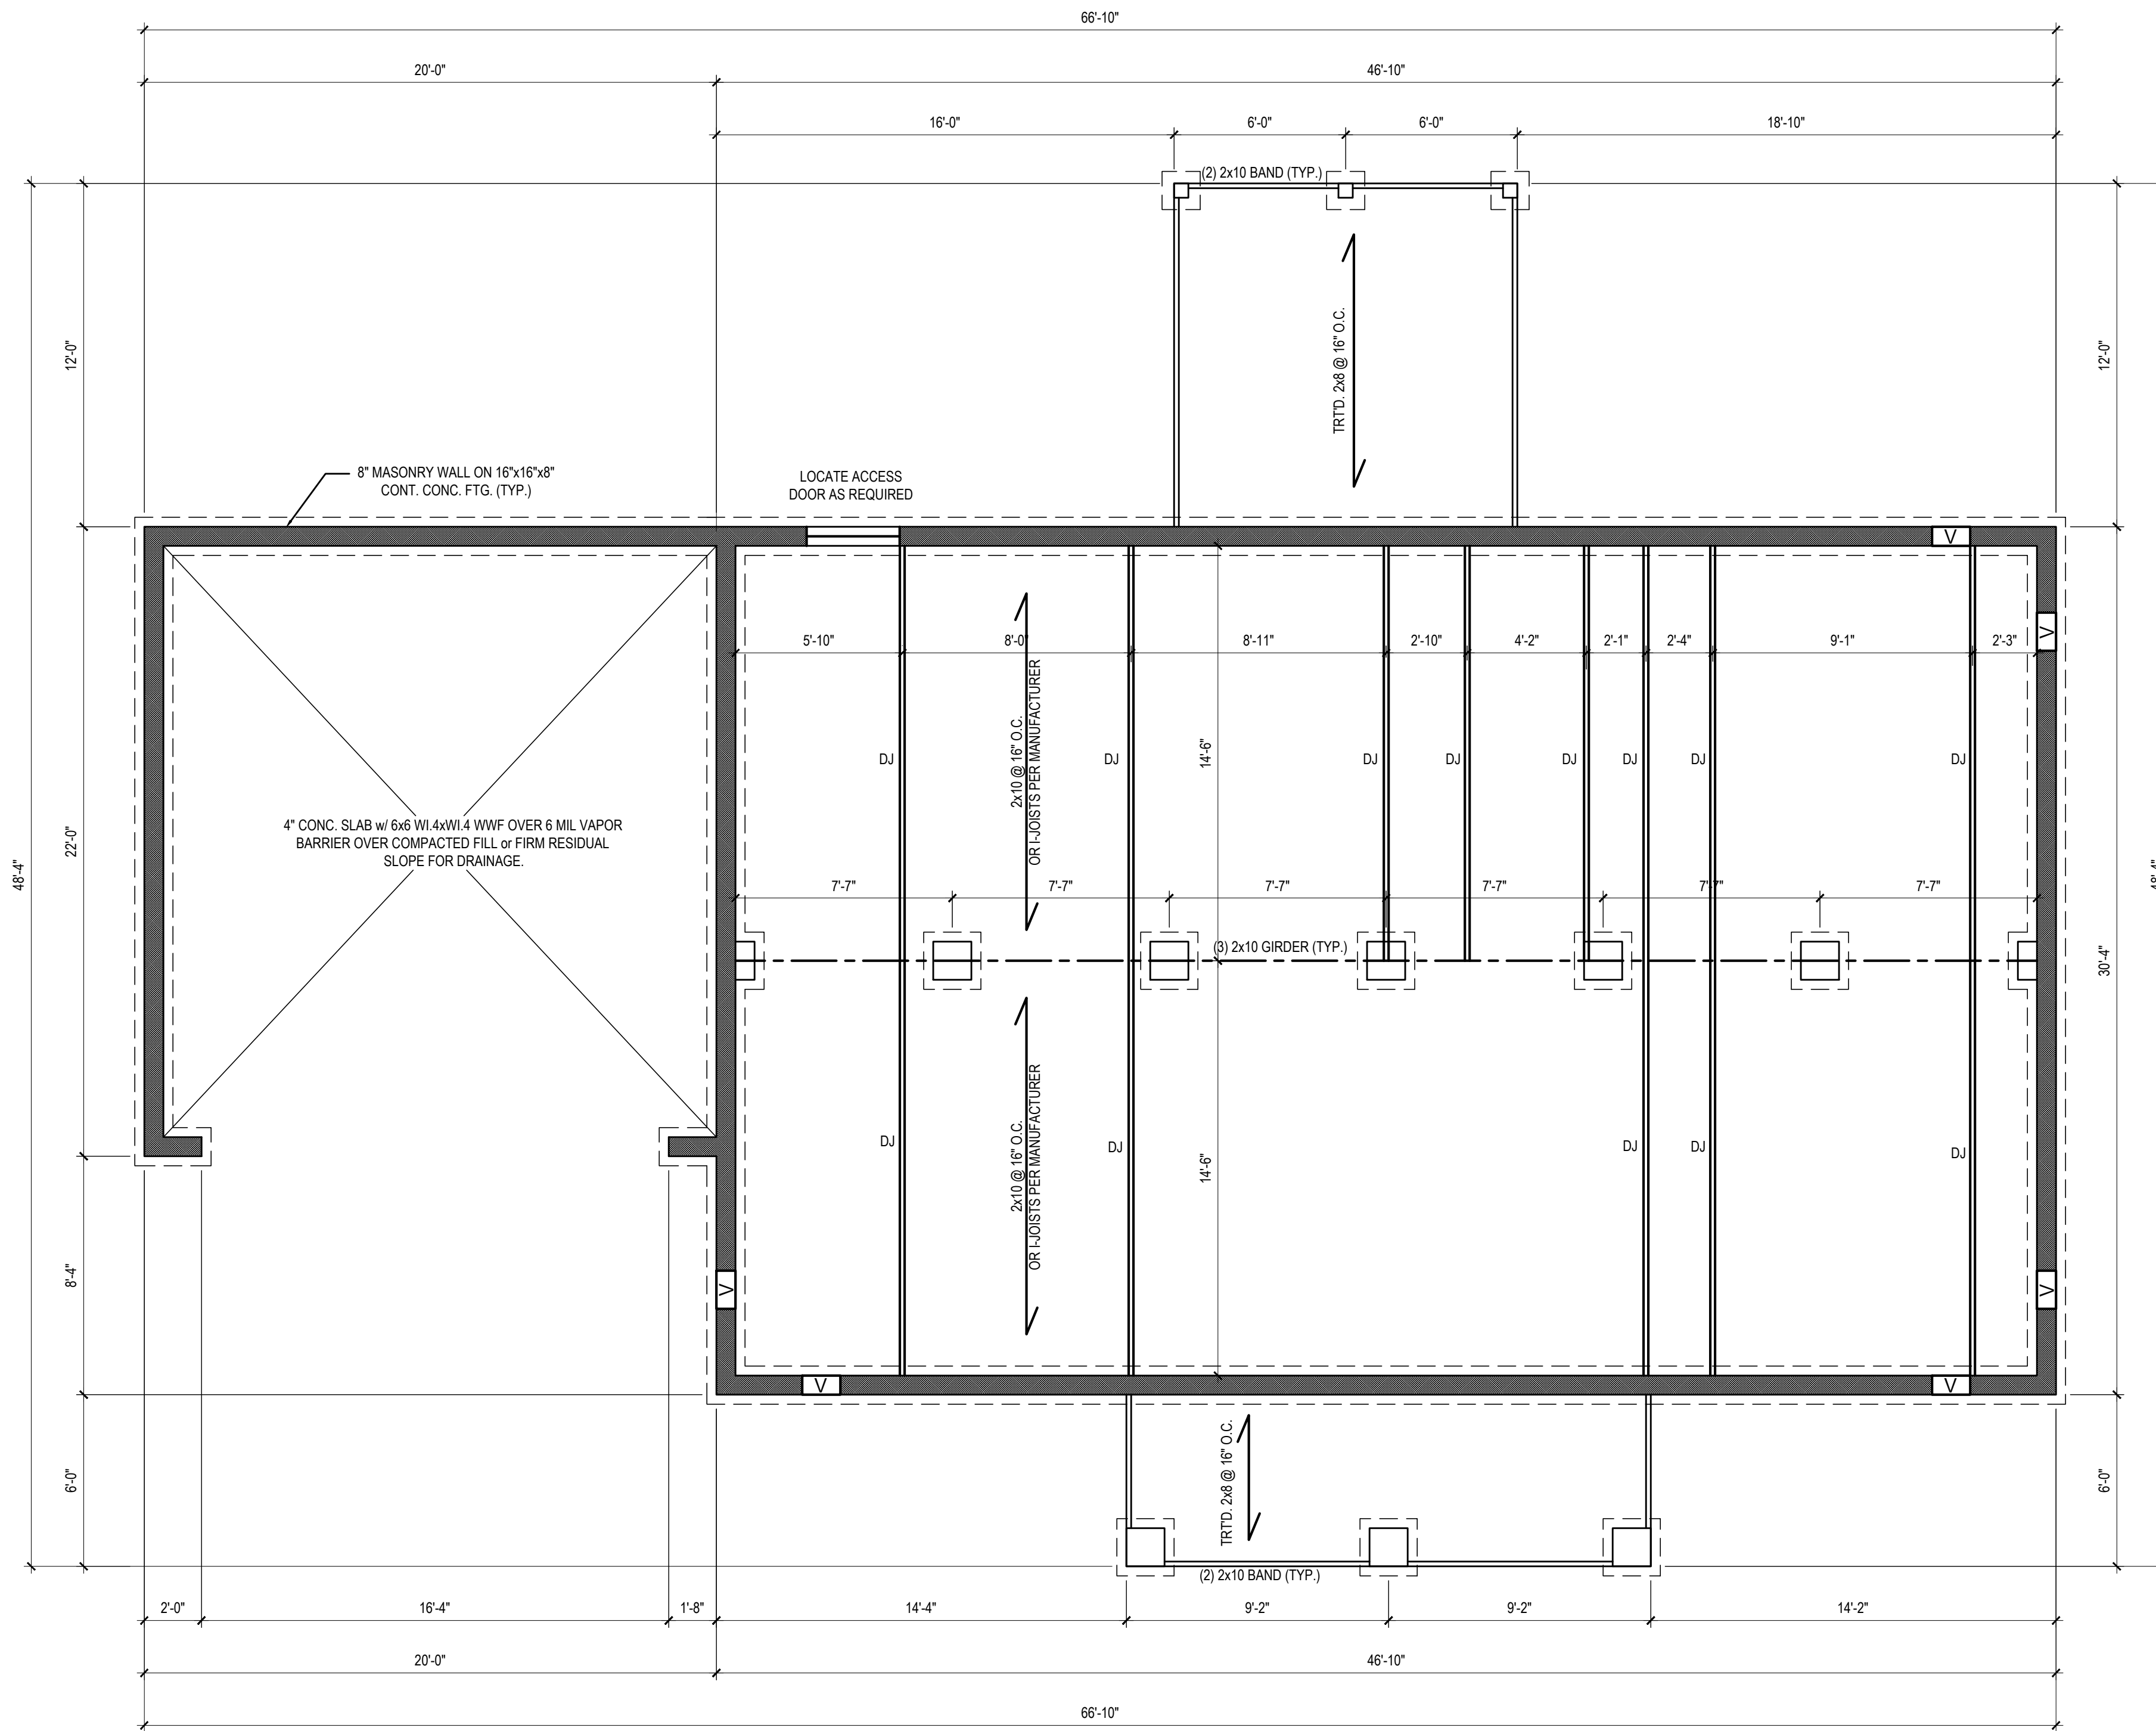 66'-10"
20'-0"
46'-10"
16'-0"
6'-0"
6'-0"
18'-10"
(2) 2x10 BAND (TYP.)
12'-0"
TRT'D. 2x8 @ 16" O.C.
12'-0"
8" MASONRY WALL ON 16"x16"x8"
CONT. CONC. FTG. (TYP.)
LOCATE ACCESS
DOOR AS REQUIRED
V
V
5'-10"
8'-0"
8'-11"
2'-10"
4'-2"
2'-1"
2'-4"
9'-1"
2'-3"
2x10 @ 16" O.C.
OR I-JOISTS PER MANUFACTURER
14'-6"
DJ
DJ
DJ
DJ
DJ
DJ
DJ
DJ
4" CONC. SLAB w/ 6x6 WI.4xWI.4 WWF OVER 6 MIL VAPOR
BARRIER OVER COMPACTED FILL or FIRM RESIDUAL
SLOPE FOR DRAINAGE.
48'-4"
22'-0"
48'-4"
7'-7"
7'-7"
7'-7"
7'-7"
7'-7"
7'-7"
(3) 2x10 GIRDER (TYP.)
30'-4"
2x10 @ 16" O.C.
OR I-JOISTS PER MANUFACTURER
14'-6"
DJ
DJ
DJ
DJ
DJ
8'-4"
V
V
V
V
6'-0"
TRT'D. 2x8 @ 16" O.C.
6'-0"
(2) 2x10 BAND (TYP.)
2'-0"
16'-4"
1'-8"
14'-4"
9'-2"
9'-2"
14'-2"
20'-0"
46'-10"
66'-10"